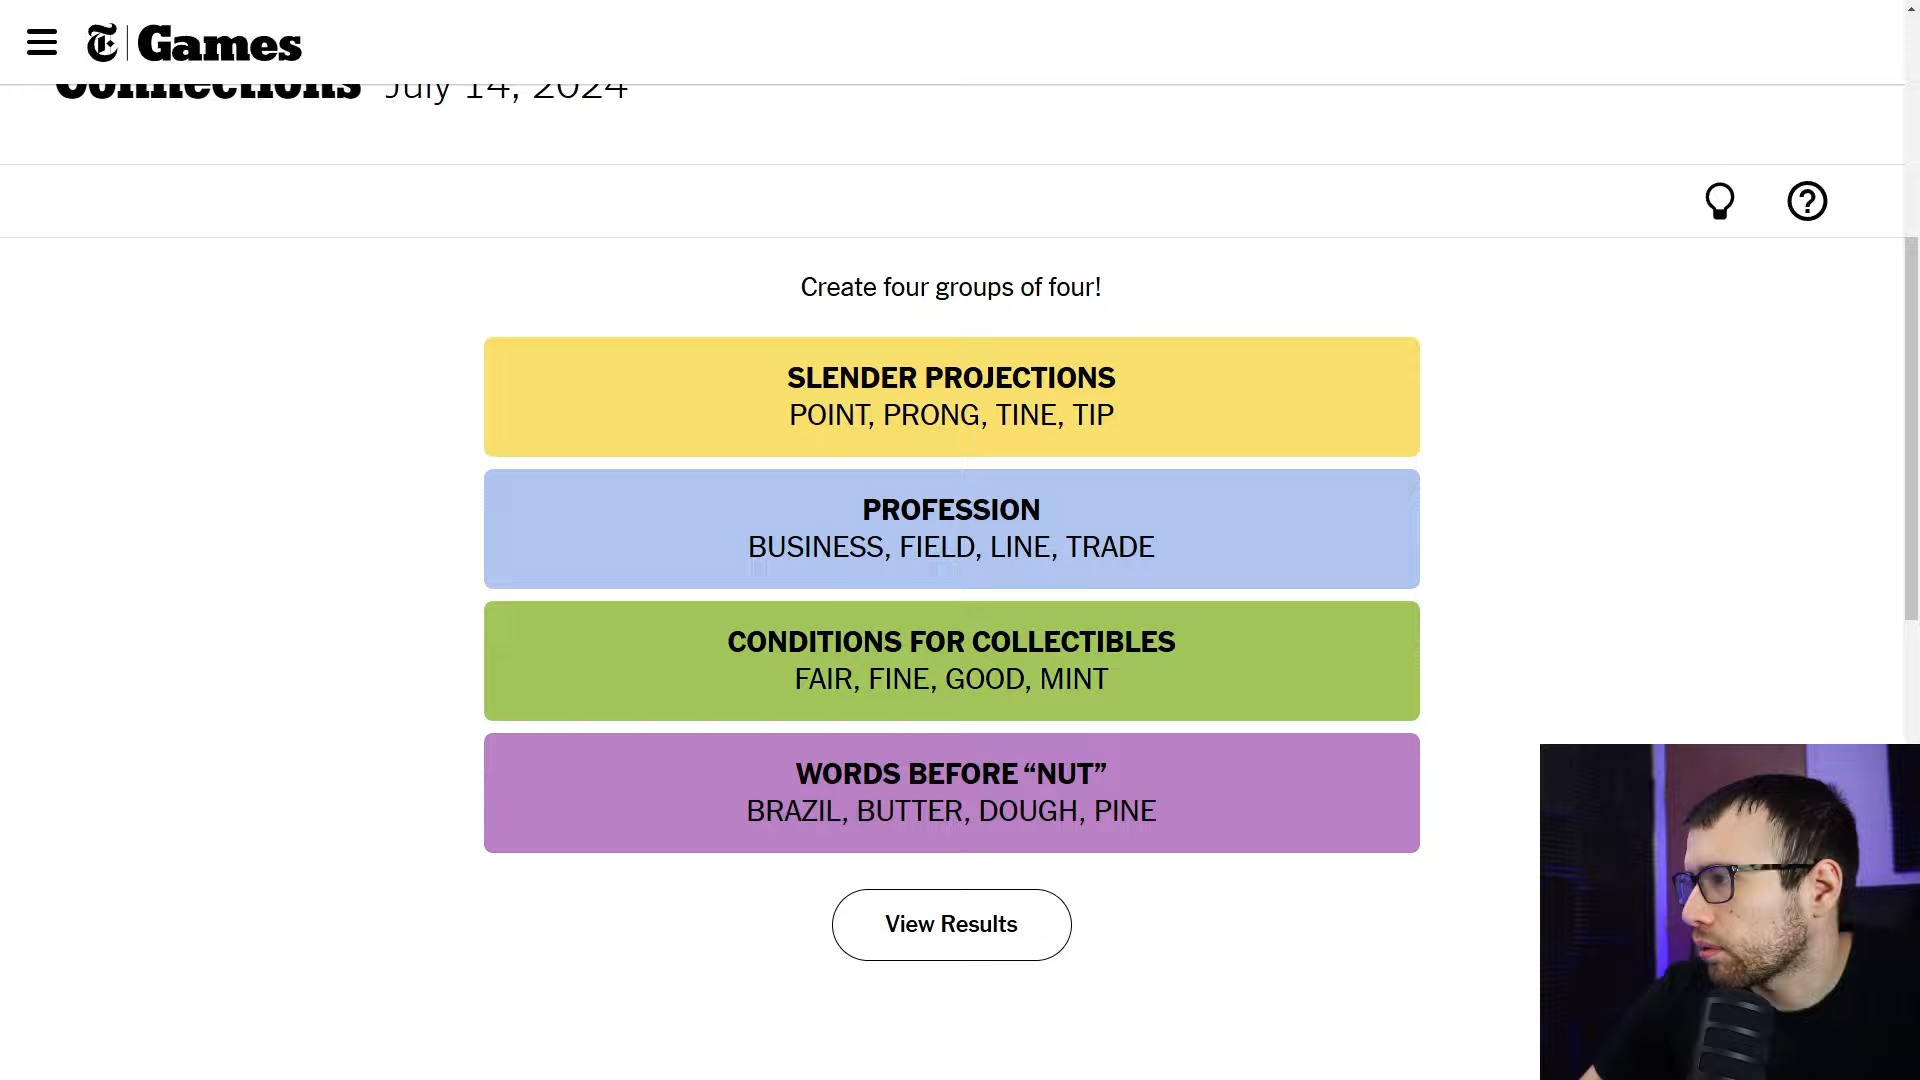 T Games
Connections July 14, 2024
Create four groups of four!
SLENDER PROJECTIONS
POINT, PRONG, TINE, TIP
PROFESSION
BUSINESS, FIELD, LINE, TRADE
CONDITIONS FOR COLLECTIBLES
FAIR, FINE, GOOD, MINT
WORDS BEFORE “NUT”
BRAZIL, BUTTER, DOUGH, PINE
View Results